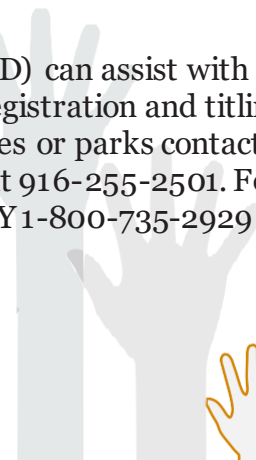 D) can assist with
egistration and titlin
es or parks contact
t 916-255-2501. Fo
Y 1-800-735-2929